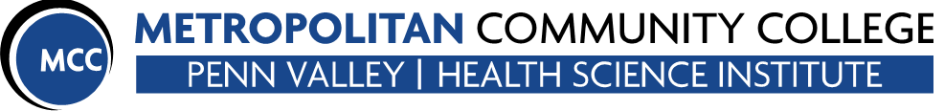 MCC
METROPOLITAN COMMUNITY COLLEGE
PENN VALLEY | HEALTH SCIENCE INSTITUTE